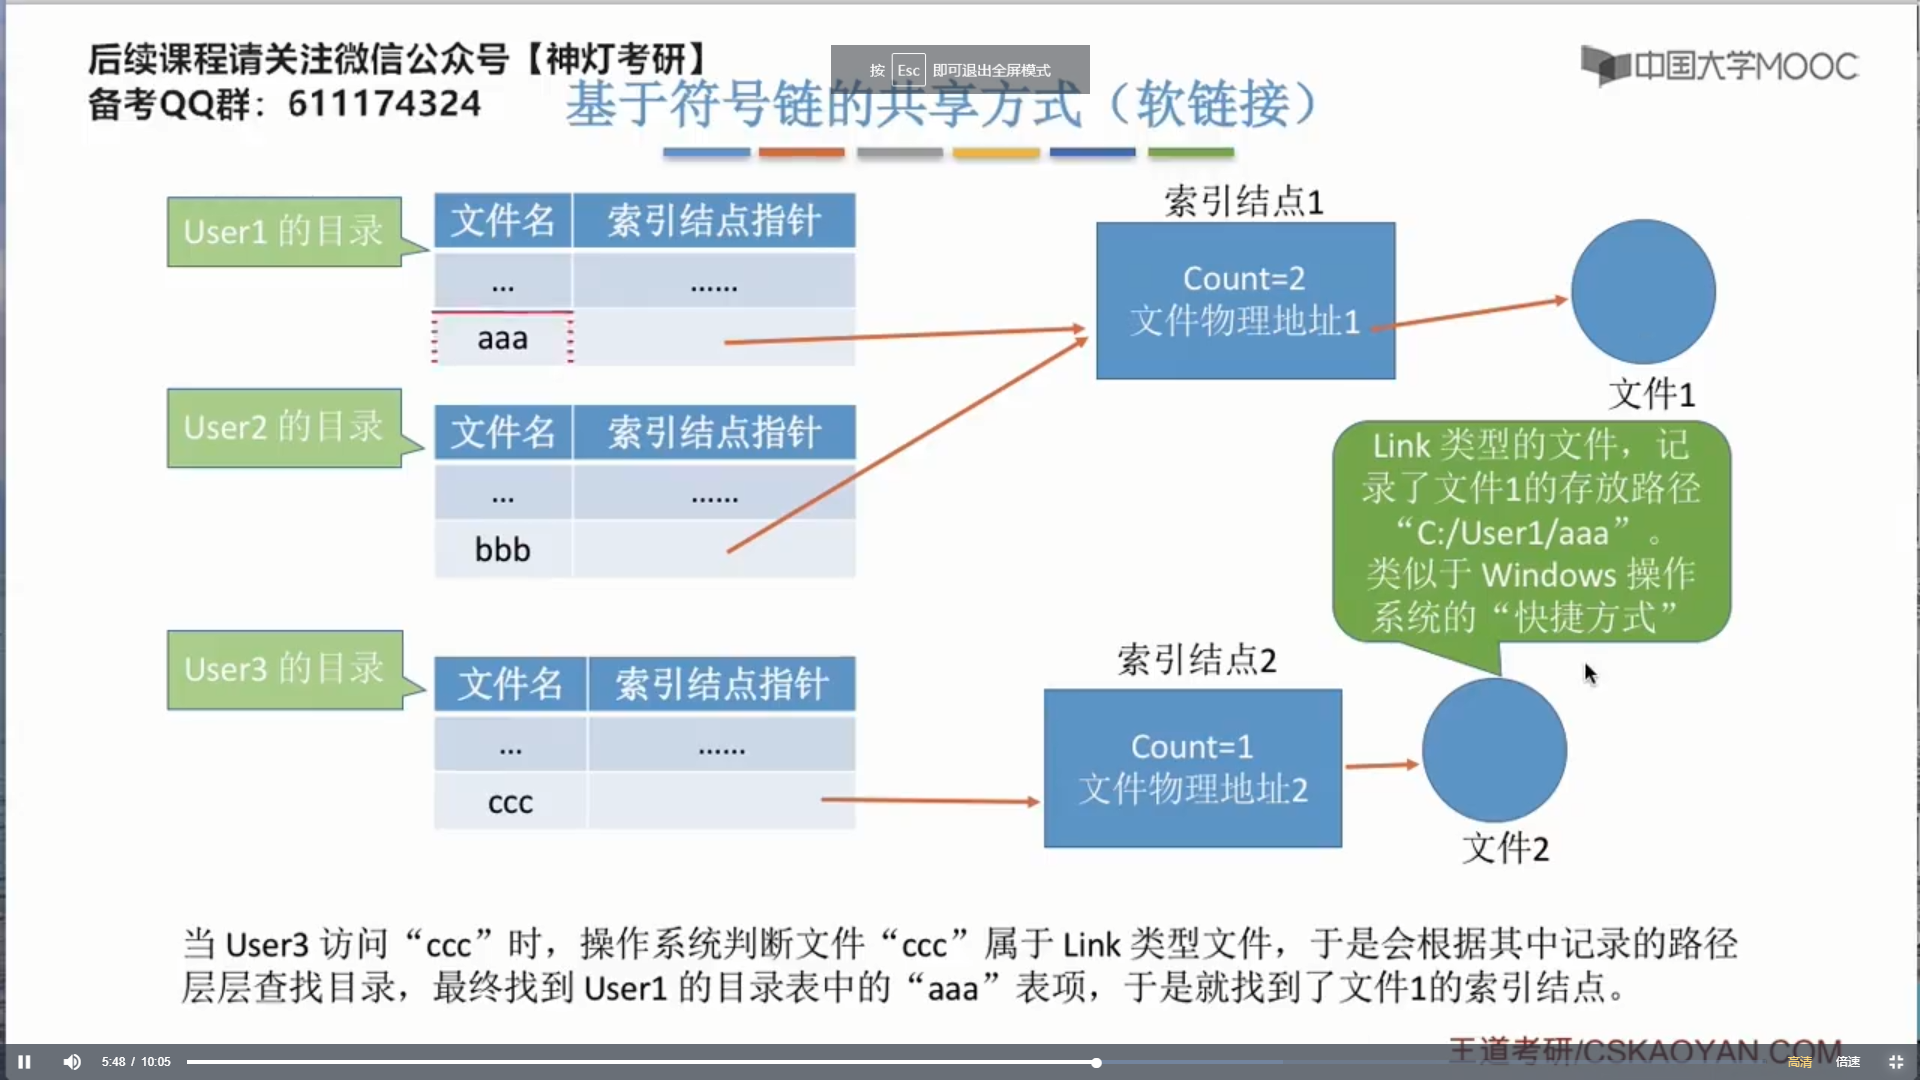 后续课程请关注微信公众号【神灯考研】
备考QQ群：611174324
按 Esc 即可退出全屏模式
中国大学MOOC
基于符号链的共享方式（软链接）
User1 的目录
文件名 索引结点指针
... ......
aaa
索引结点1
Count=2
文件物理地址1
文件1
User2 的目录
文件名 索引结点指针
... ......
bbb
Link 类型的文件，记
录了文件1的存放路径
“C:/User1/aaa”。
类似于 Windows 操作
系统的“快捷方式”
User3 的目录
文件名 索引结点指针
... ......
ccc
索引结点2
Count=1
文件物理地址2
文件2
当 User3 访问“ccc”时，操作系统判断文件“ccc”属于 Link 类型文件，于是会根据其中记录的路径
层层查找目录，最终找到 User1 的目录表中的“aaa”表项，于是就找到了文件1的索引结点。
王道考研/CSKAOYAN.COM
5:48 / 10:05
高清 倍速